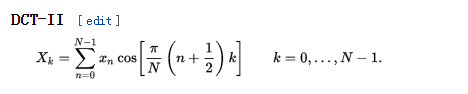 DCT-II [edit]
X_k = \sum_{n=0}^{N-1} x_n \cos\left[\frac{\pi}{N}\left(n+\frac{1}{2}\right)k\right] \quad k = 0, \ldots, N-1.